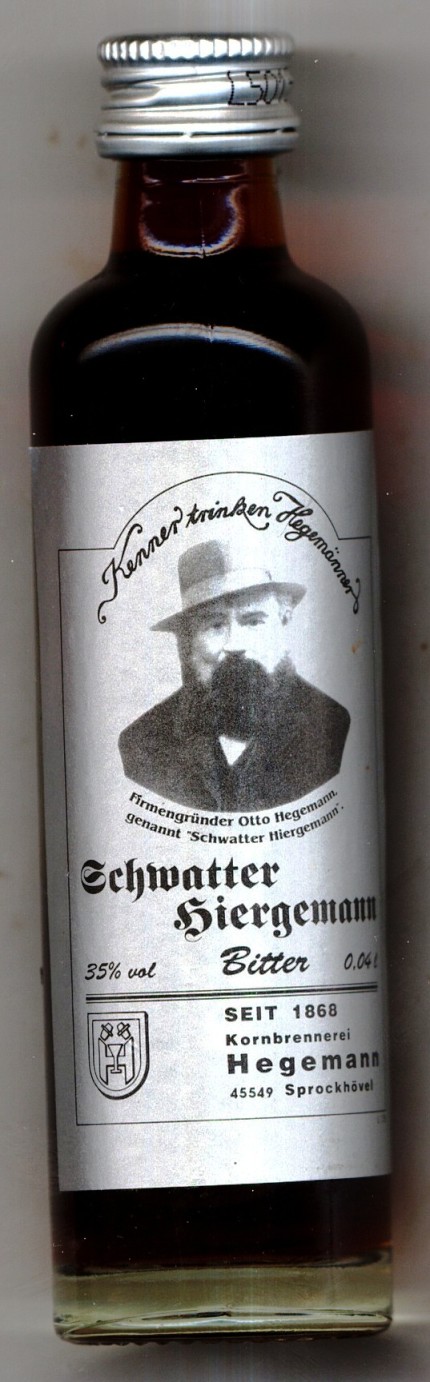 Kenner trinken Hegemänner
Firmengründer Otto Hegemann,
genannt "Schwatter Hiergemann".
Schwatter
Hiergemann
35% vol Bitter 0,04 l
SEIT 1868
Kornbrennerei
Hegemann
45549 Sprockhövel